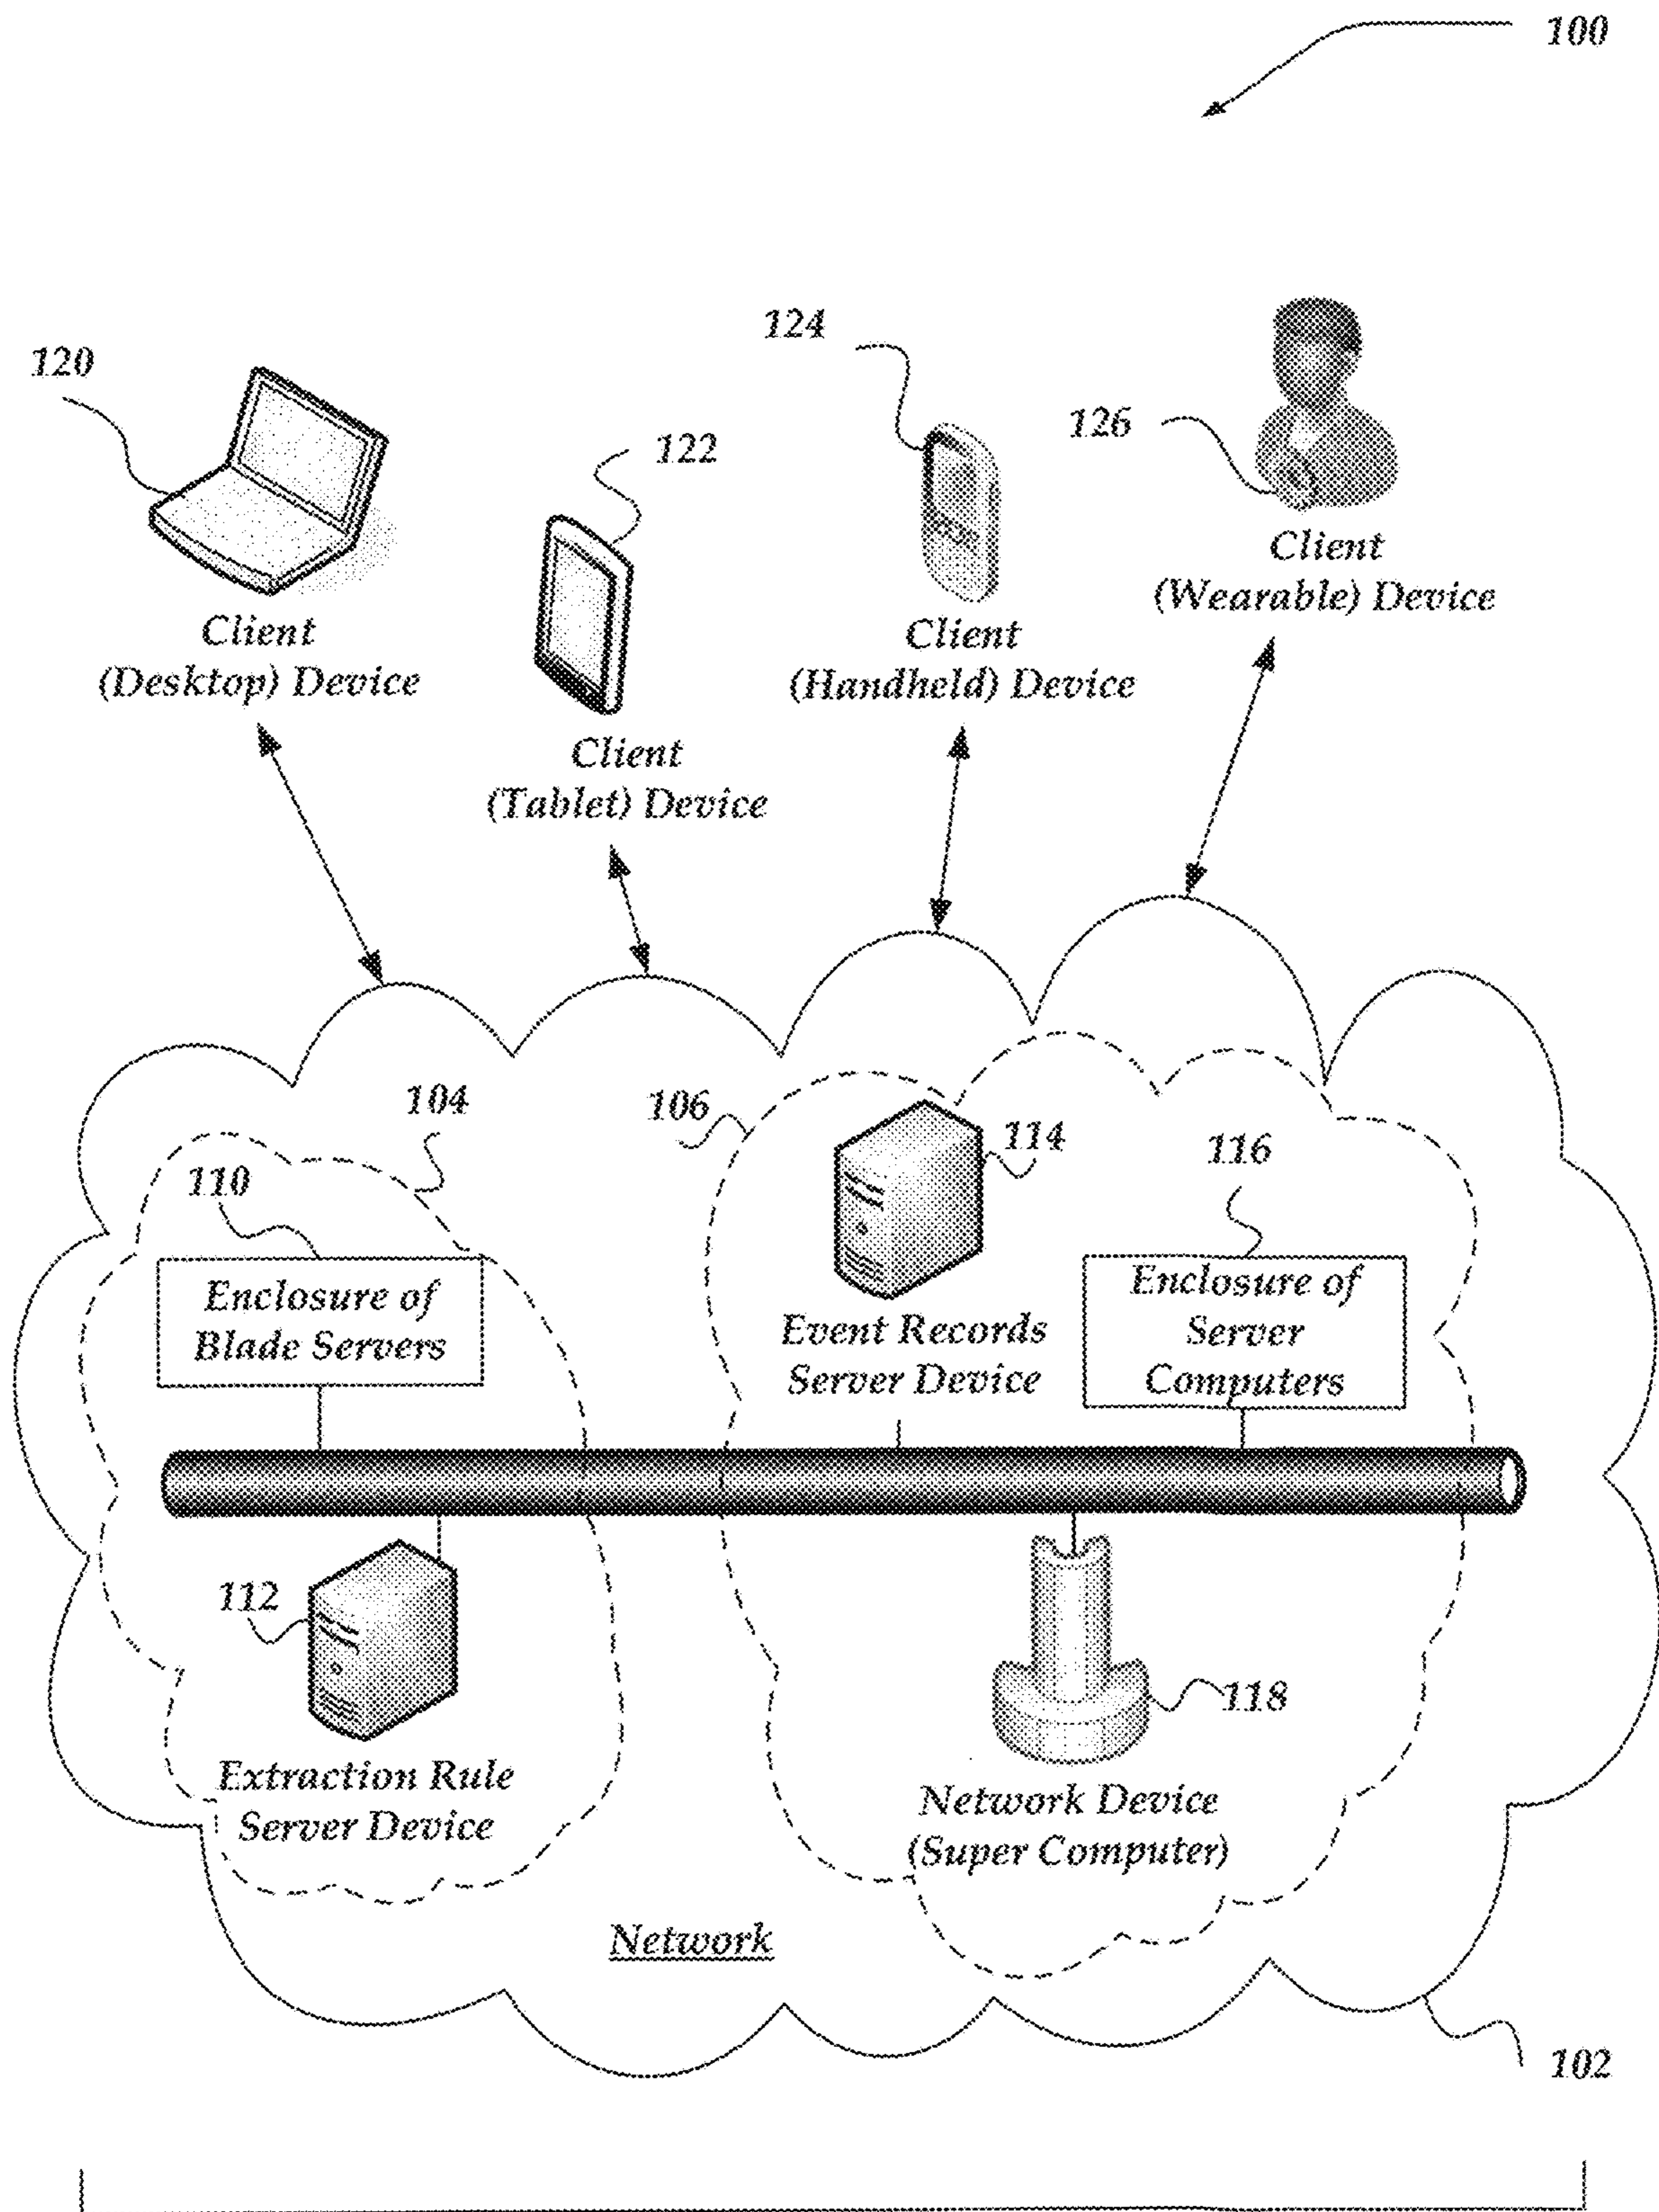 100
124
120
126
122
Client
(Wearable) Device
Client
(Desktop) Device
Client
(Handheld) Device
Client
(Tablet) Device
104
106
114
116
110
Enclosure of
Blade Servers
Enclosure of
Server
Computers
Event Records
Server Device
112
118
Extraction Rule
Server Device
Network Device
(Super Computer)
Network
102